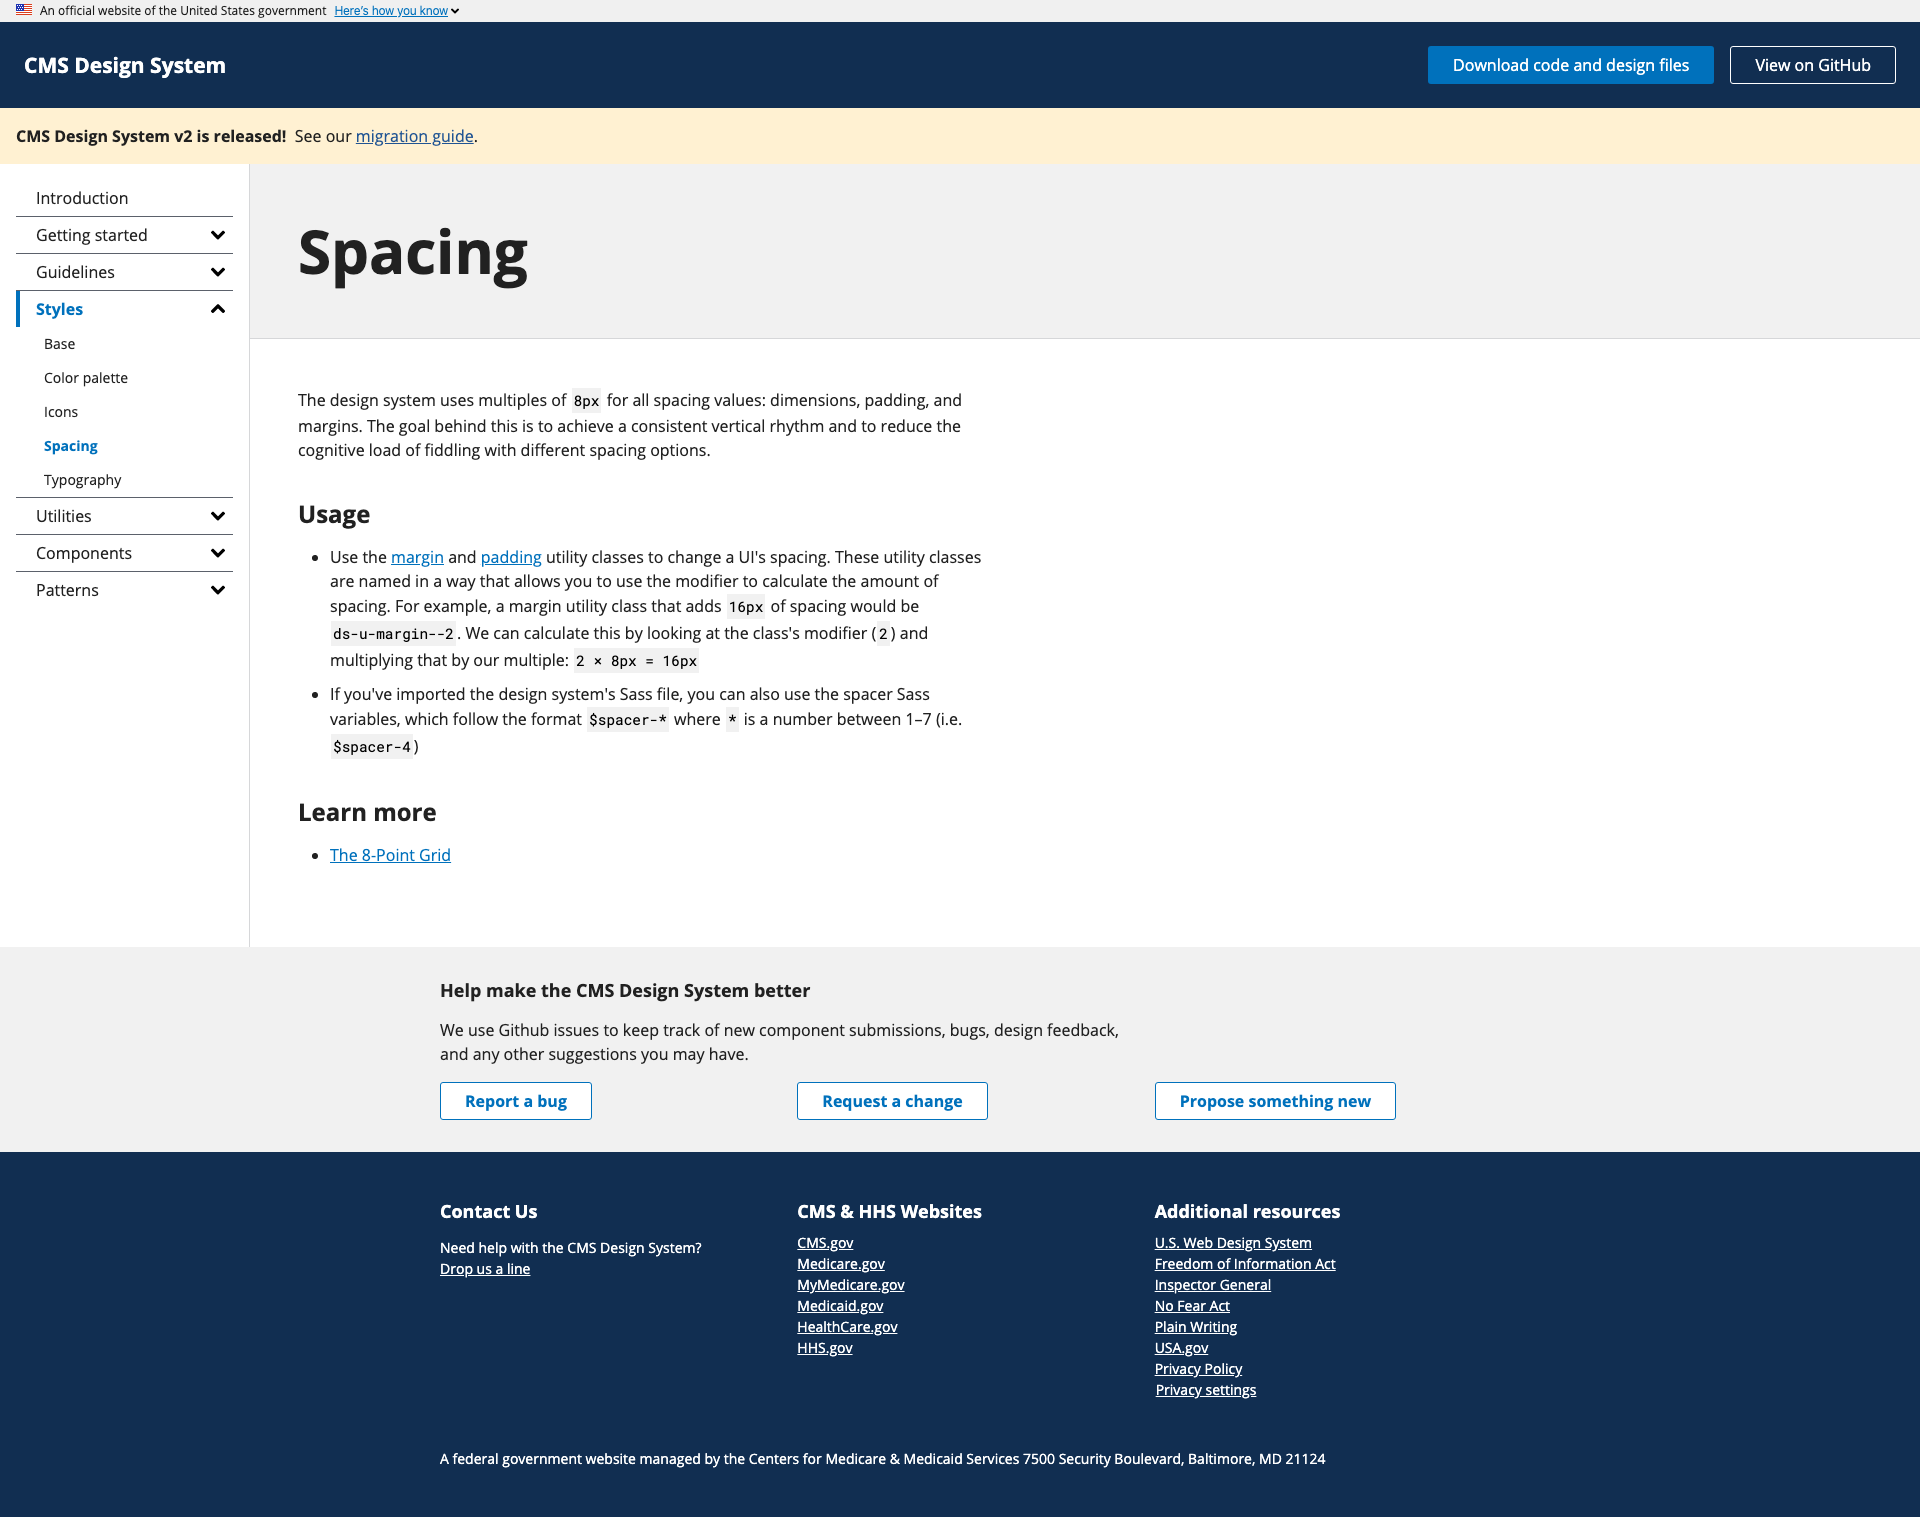 An official website of the United States government Here's how you know
CMS Design System
Download code and design files
View on GitHub
CMS Design System v2 is released! See our migration guide.
Introduction
Getting started
Guidelines
Styles
Base
Color palette
Icons
Spacing
Typography
Utilities
Components
Patterns
Spacing
The design system uses multiples of 8px for all spacing values: dimensions, padding, and
margins. The goal behind this is to achieve a consistent vertical rhythm and to reduce the
cognitive load of fiddling with different spacing options.
Usage
• Use the margin and padding utility classes to change a UI's spacing. These utility classes
are named in a way that allows you to use the modifier to calculate the amount of
spacing. For example, a margin utility class that adds 16px of spacing would be
ds-u-margin--2. We can calculate this by looking at the class's modifier (2) and
multiplying that by our multiple: 2 × 8px = 16px
• If you've imported the design system's Sass file, you can also use the spacer Sass
variables, which follow the format $spacer-* where * is a number between 1–7 (i.e.
$spacer-4)
Learn more
• The 8-Point Grid
Help make the CMS Design System better
We use Github issues to keep track of new component submissions, bugs, design feedback,
and any other suggestions you may have.
Report a bug
Request a change
Propose something new
Contact Us
Need help with the CMS Design System?
Drop us a line
CMS & HHS Websites
CMS.gov
Medicare.gov
MyMedicare.gov
Medicaid.gov
HealthCare.gov
HHS.gov
Additional resources
U.S. Web Design System
Freedom of Information Act
Inspector General
No Fear Act
Plain Writing
USA.gov
Privacy Policy
Privacy settings
A federal government website managed by the Centers for Medicare & Medicaid Services 7500 Security Boulevard, Baltimore, MD 21124